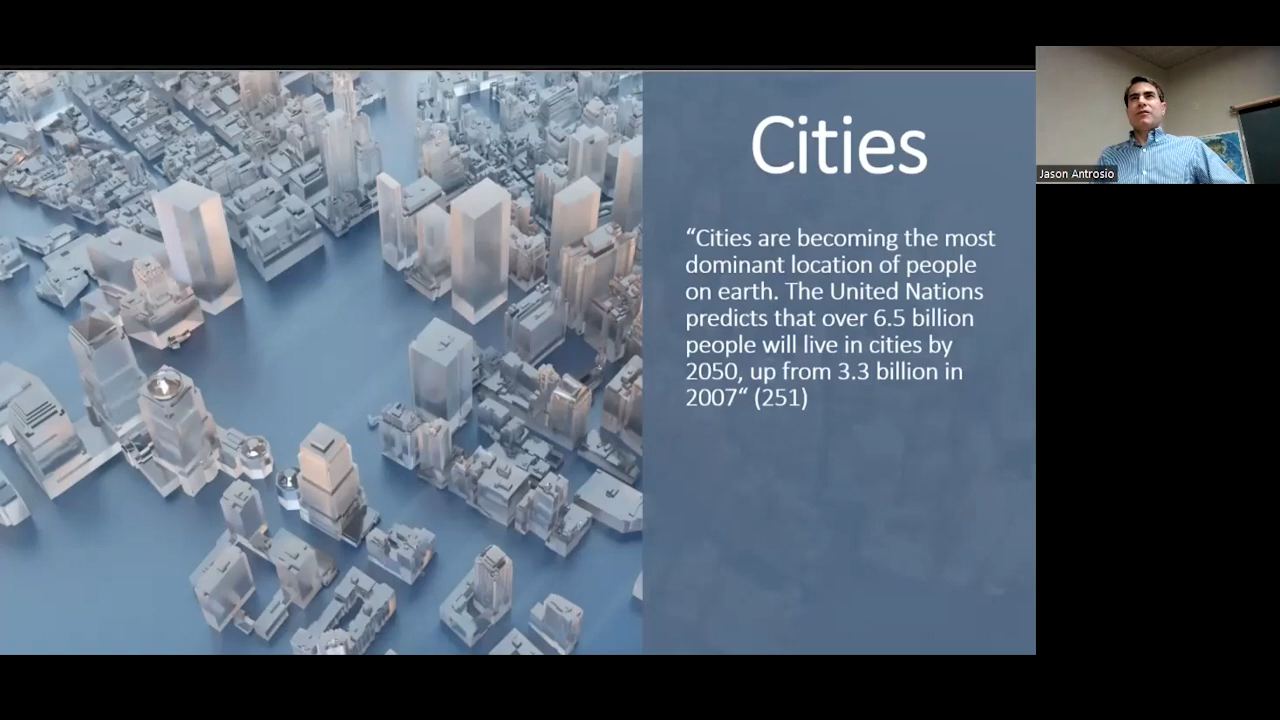 Cities
“Cities are becoming the most
dominant location of people
on earth. The United Nations
predicts that over 6.5 billion
people will live in cities by
2050, up from 3.3 billion in
2007“ (251)
Jason Antrosio